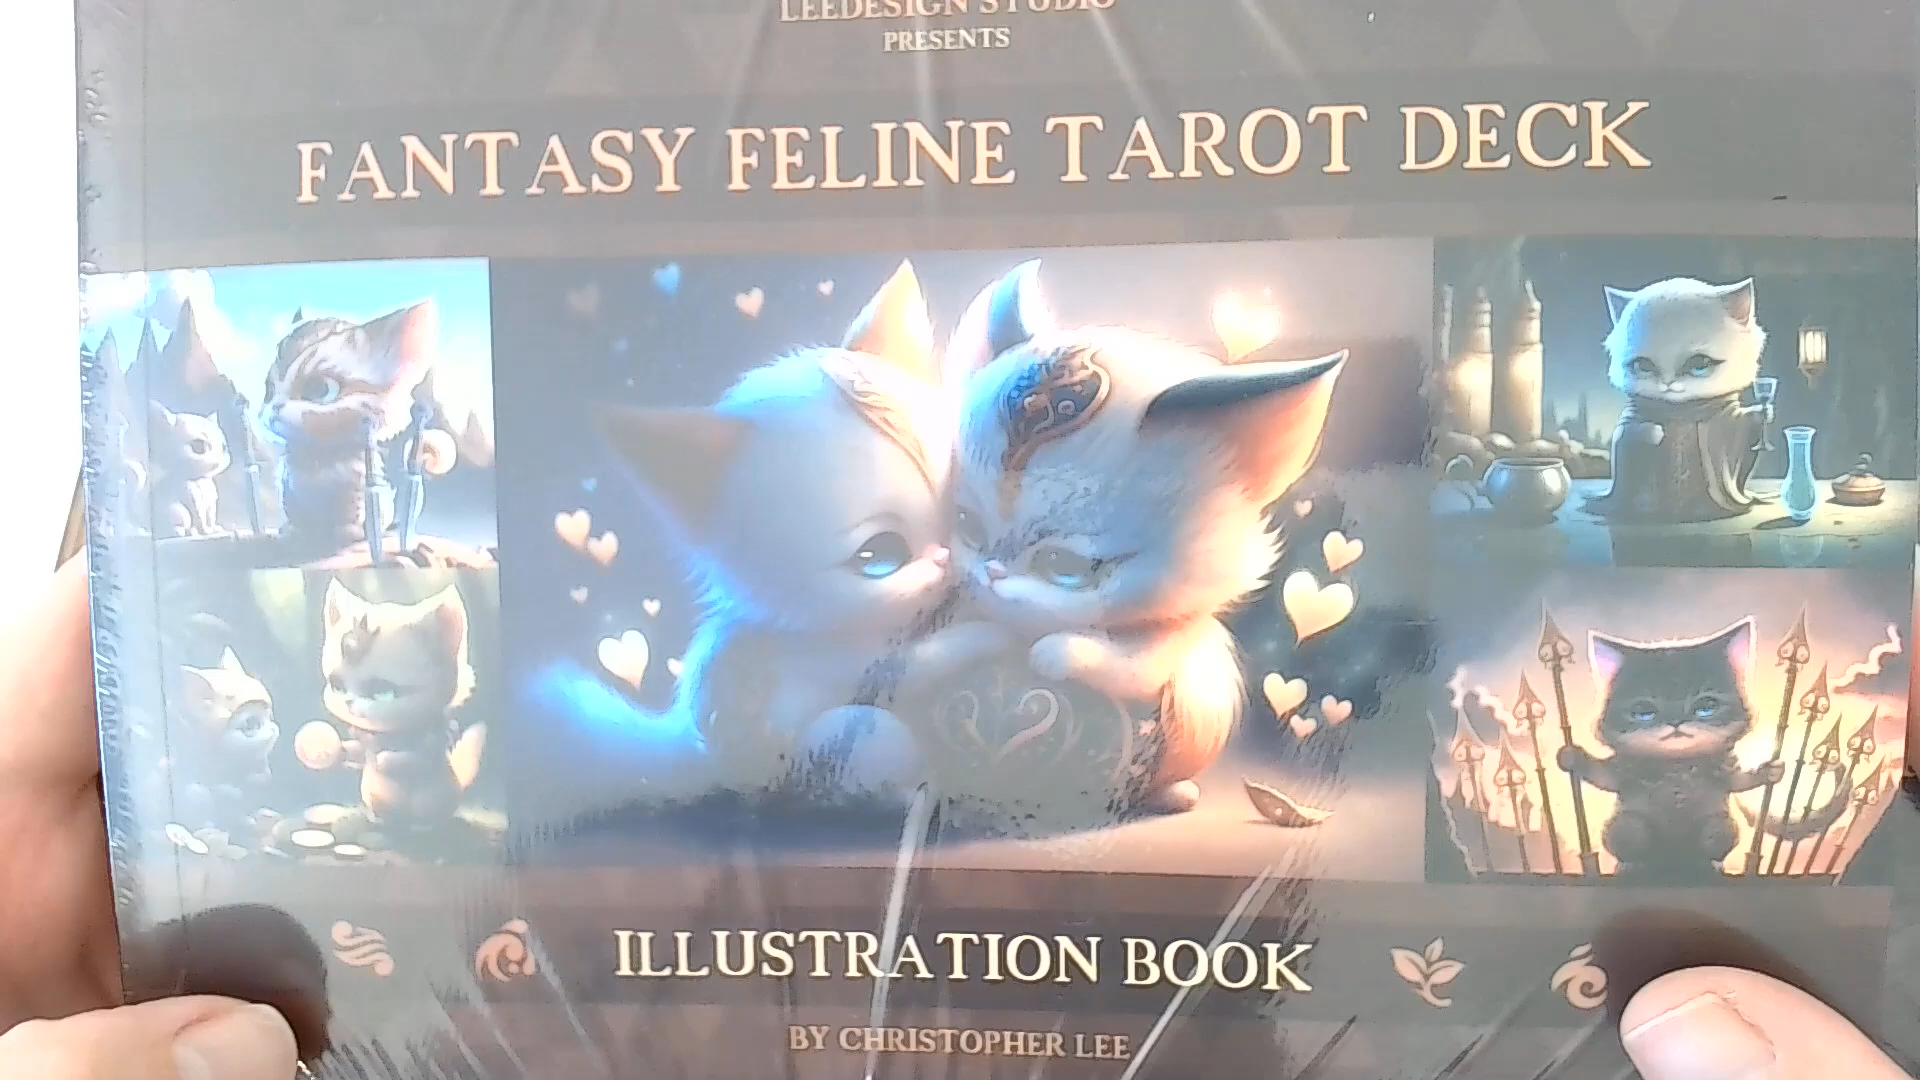 LEEDESIGN STUDIO
PRESENTS
FANTASY FELINE TAROT DECK
ILLUSTRATION BOOK
BY CHRISTOPHER LEE